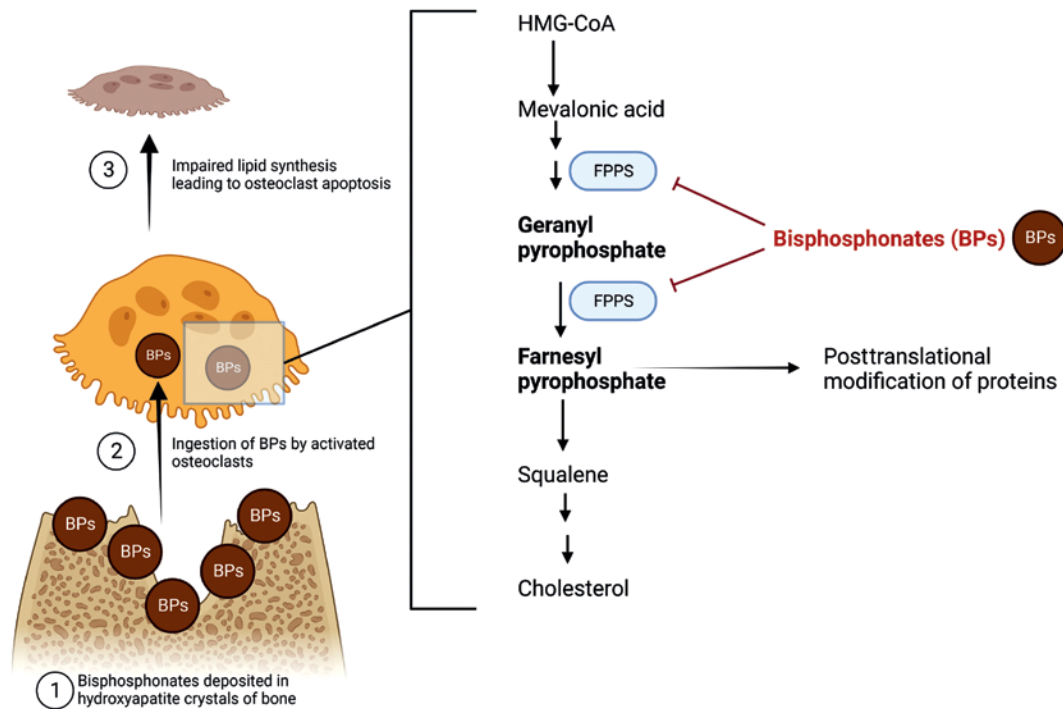 3
Impaired lipid synthesis
leading to osteoclast apoptosis
BPs
BPs
2
Ingestion of BPs by activated
osteoclasts
BPs
BPs
BPs
BPs
BPs
1
Bisphosphonates deposited in
hydroxyapatite crystals of bone
HMG-CoA
Mevalonic acid
FPPS
Geranyl
pyrophosphate
Bisphosphonates (BPs)
BPs
FPPS
Farnesyl
pyrophosphate
Posttranslational
modification of proteins
Squalene
Cholesterol